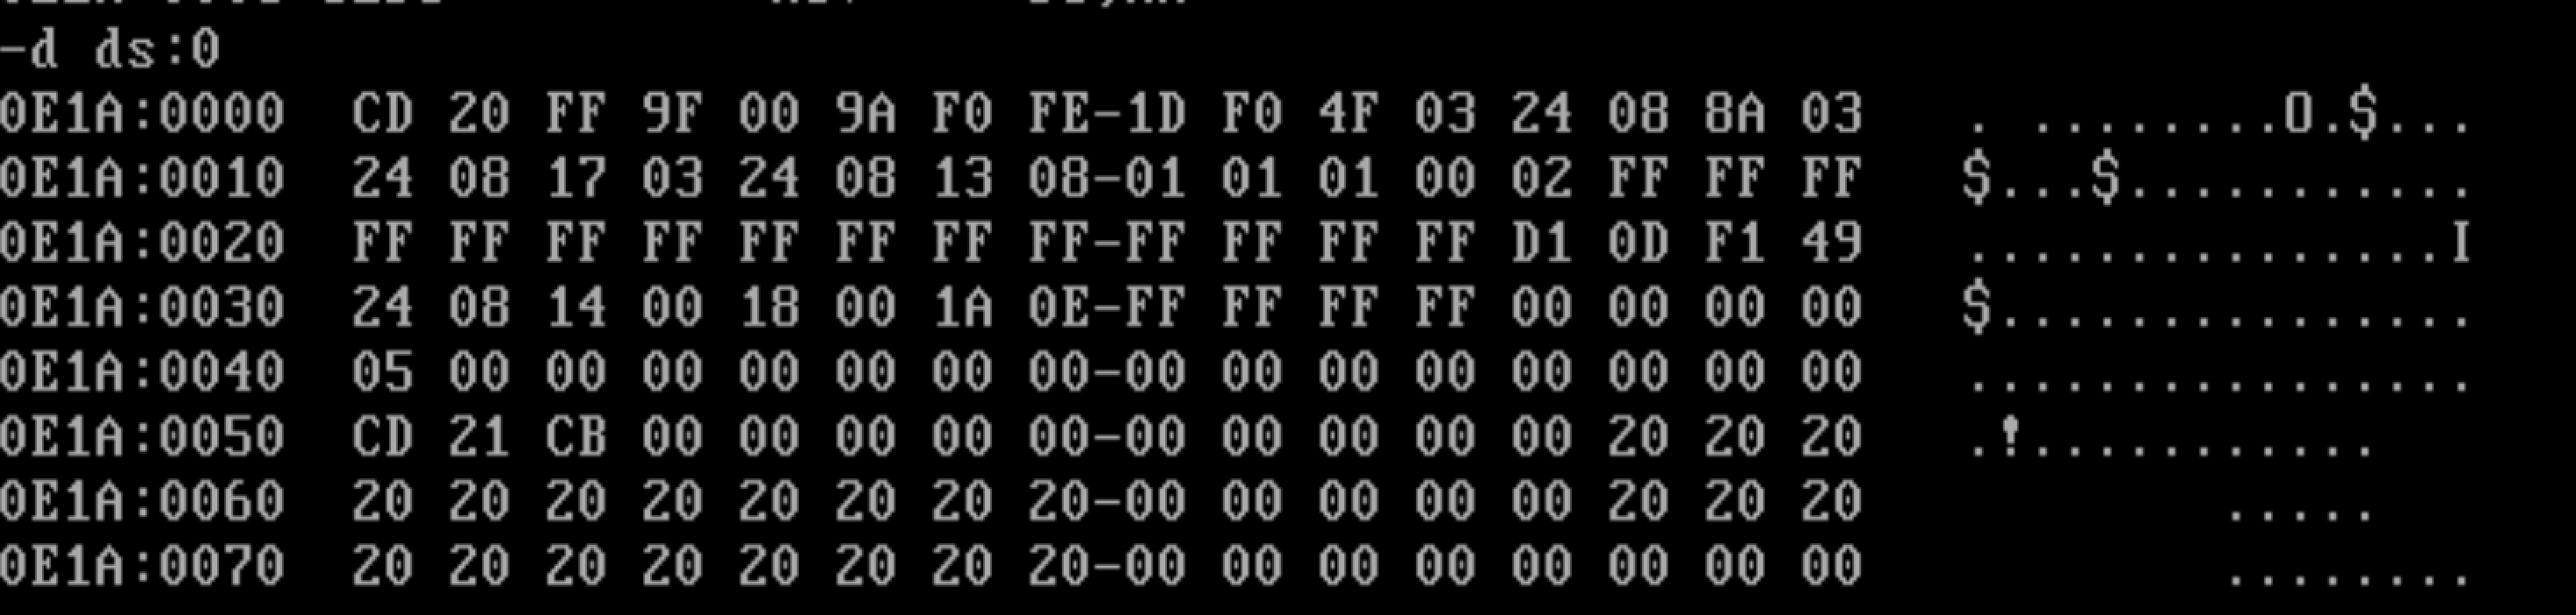 -d ds:0
0E1A:0000  CD 20 FF 9F 00 9A F0 FE-1D F0 4F 03 24 08 8A 03   . ........O.$...
0E1A:0010  24 08 17 03 24 08 13 08-01 01 01 00 02 FF FF FF   $...$...........
0E1A:0020  FF FF FF FF FF FF FF FF-FF FF FF FF D1 0D F1 49   ...............I
0E1A:0030  24 08 14 00 18 00 1A 0E-FF FF FF FF 00 00 00 00   $...............
0E1A:0040  05 00 00 00 00 00 00 00-00 00 00 00 00 00 00 00   ................
0E1A:0050  CD 21 CB 00 00 00 00 00-00 00 00 00 00 20 20 20   .!...........
0E1A:0060  20 20 20 20 20 20 20 20-00 00 00 00 00 20 20 20           .....
0E1A:0070  20 20 20 20 20 20 20 20-00 00 00 00 00 00 00 00           ........